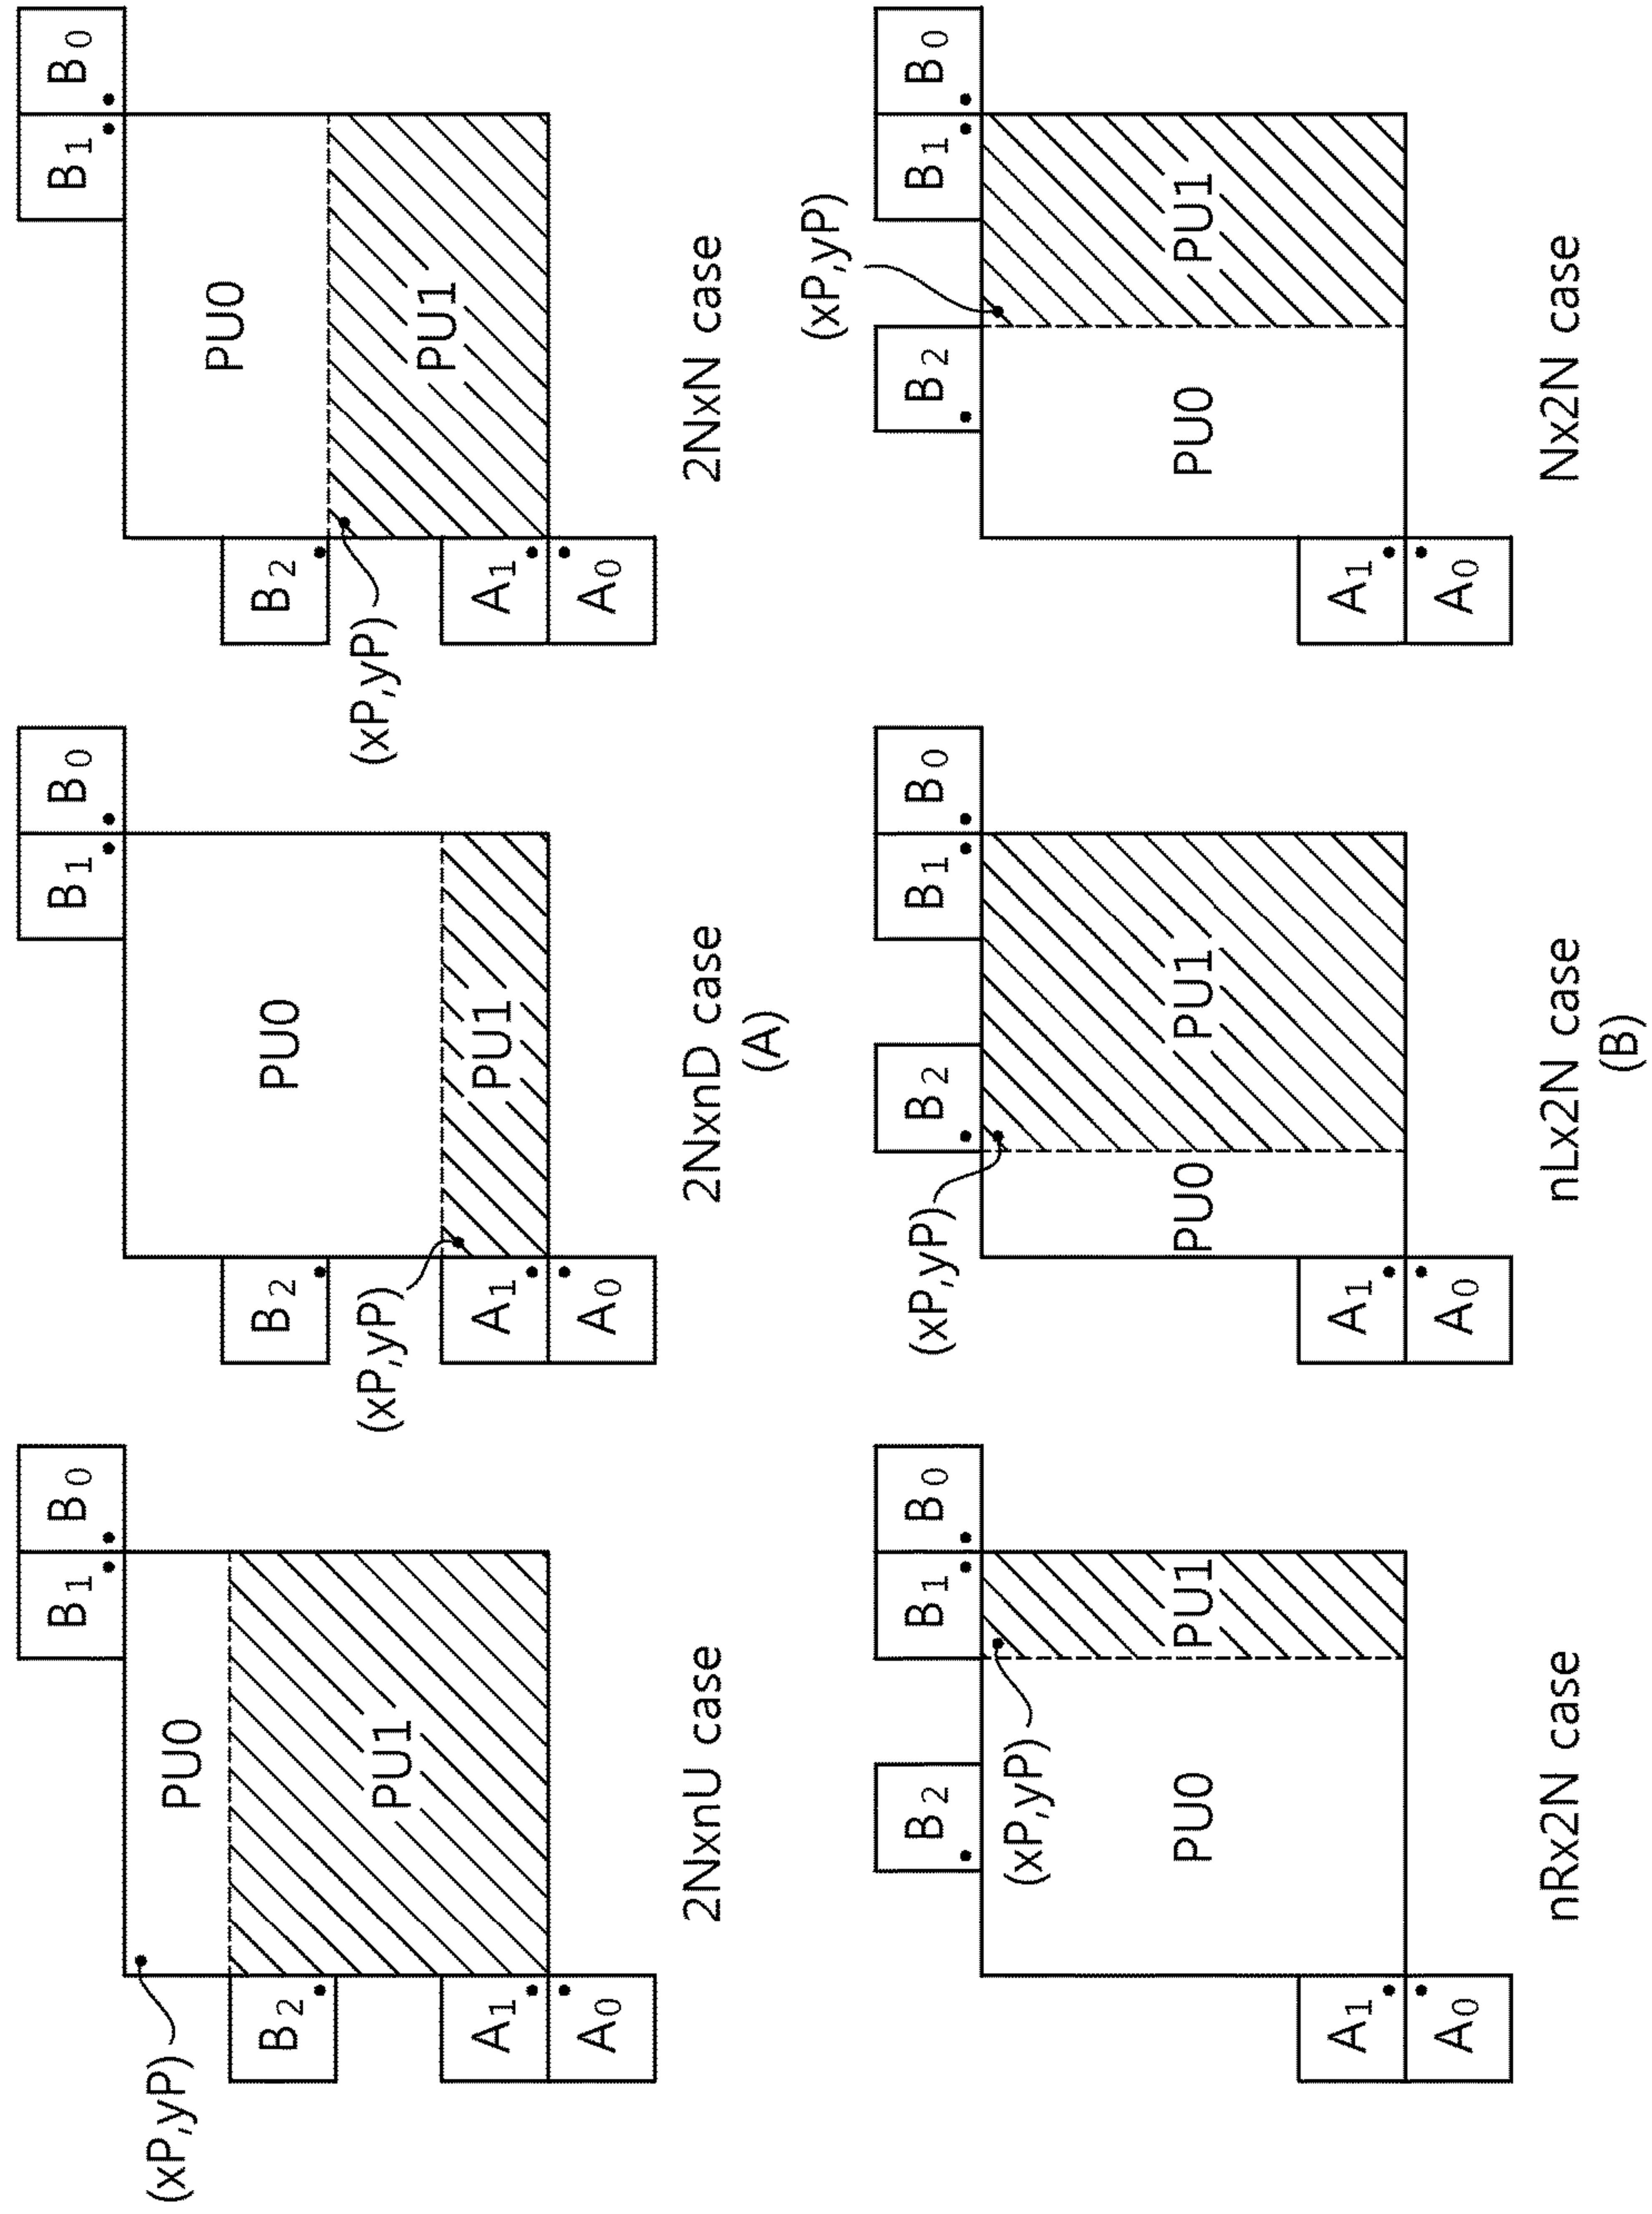 B1 B0
(xP,yP)
PU0
B2
PU1
A1
A0
2NxnU case
B1 B0
PU0
B2
(xP,yP)
PU1
A1
A0
2NxnD case
(A)
B1 B0
PU0
B2
(xP,yP)
PU1
A1
A0
2NxN case
B2 B1 B0
(xP,yP)
PU0 PU1
A1
A0
nRx2N case
B2 B1 B0
(xP,yP)
PU0 PU1
A1
A0
nLx2N case
(B)
(xP,yP)
B2 B1 B0
PU0 PU1
A1
A0
Nx2N case